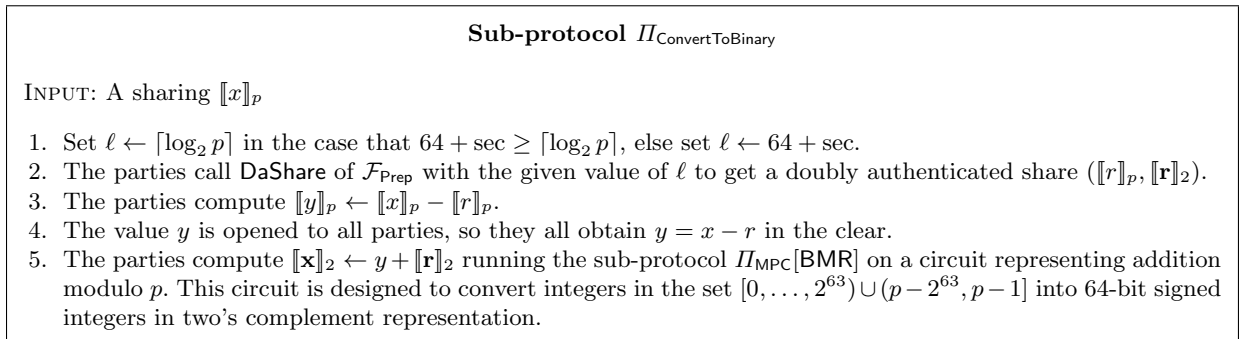 Sub-protocol Π_ConvertToBinary
INPUT: A sharing ⟦x⟧_p
1. Set ℓ ← ⌈log_2 p⌉ in the case that 64 + sec ≥ ⌈log_2 p⌉, else set ℓ ← 64 + sec.
2. The parties call DaShare of F_Prep with the given value of ℓ to get a doubly authenticated share (⟦r⟧_p, ⟦r⟧_2).
3. The parties compute ⟦y⟧_p ← ⟦x⟧_p − ⟦r⟧_p.
4. The value y is opened to all parties, so they all obtain y = x − r in the clear.
5. The parties compute ⟦x⟧_2 ← y + ⟦r⟧_2 running the sub-protocol Π_MPC[BMR] on a circuit representing addition
modulo p. This circuit is designed to convert integers in the set [0, . . . , 2^63) ∪ (p − 2^63, p − 1] into 64-bit signed
integers in two's complement representation.